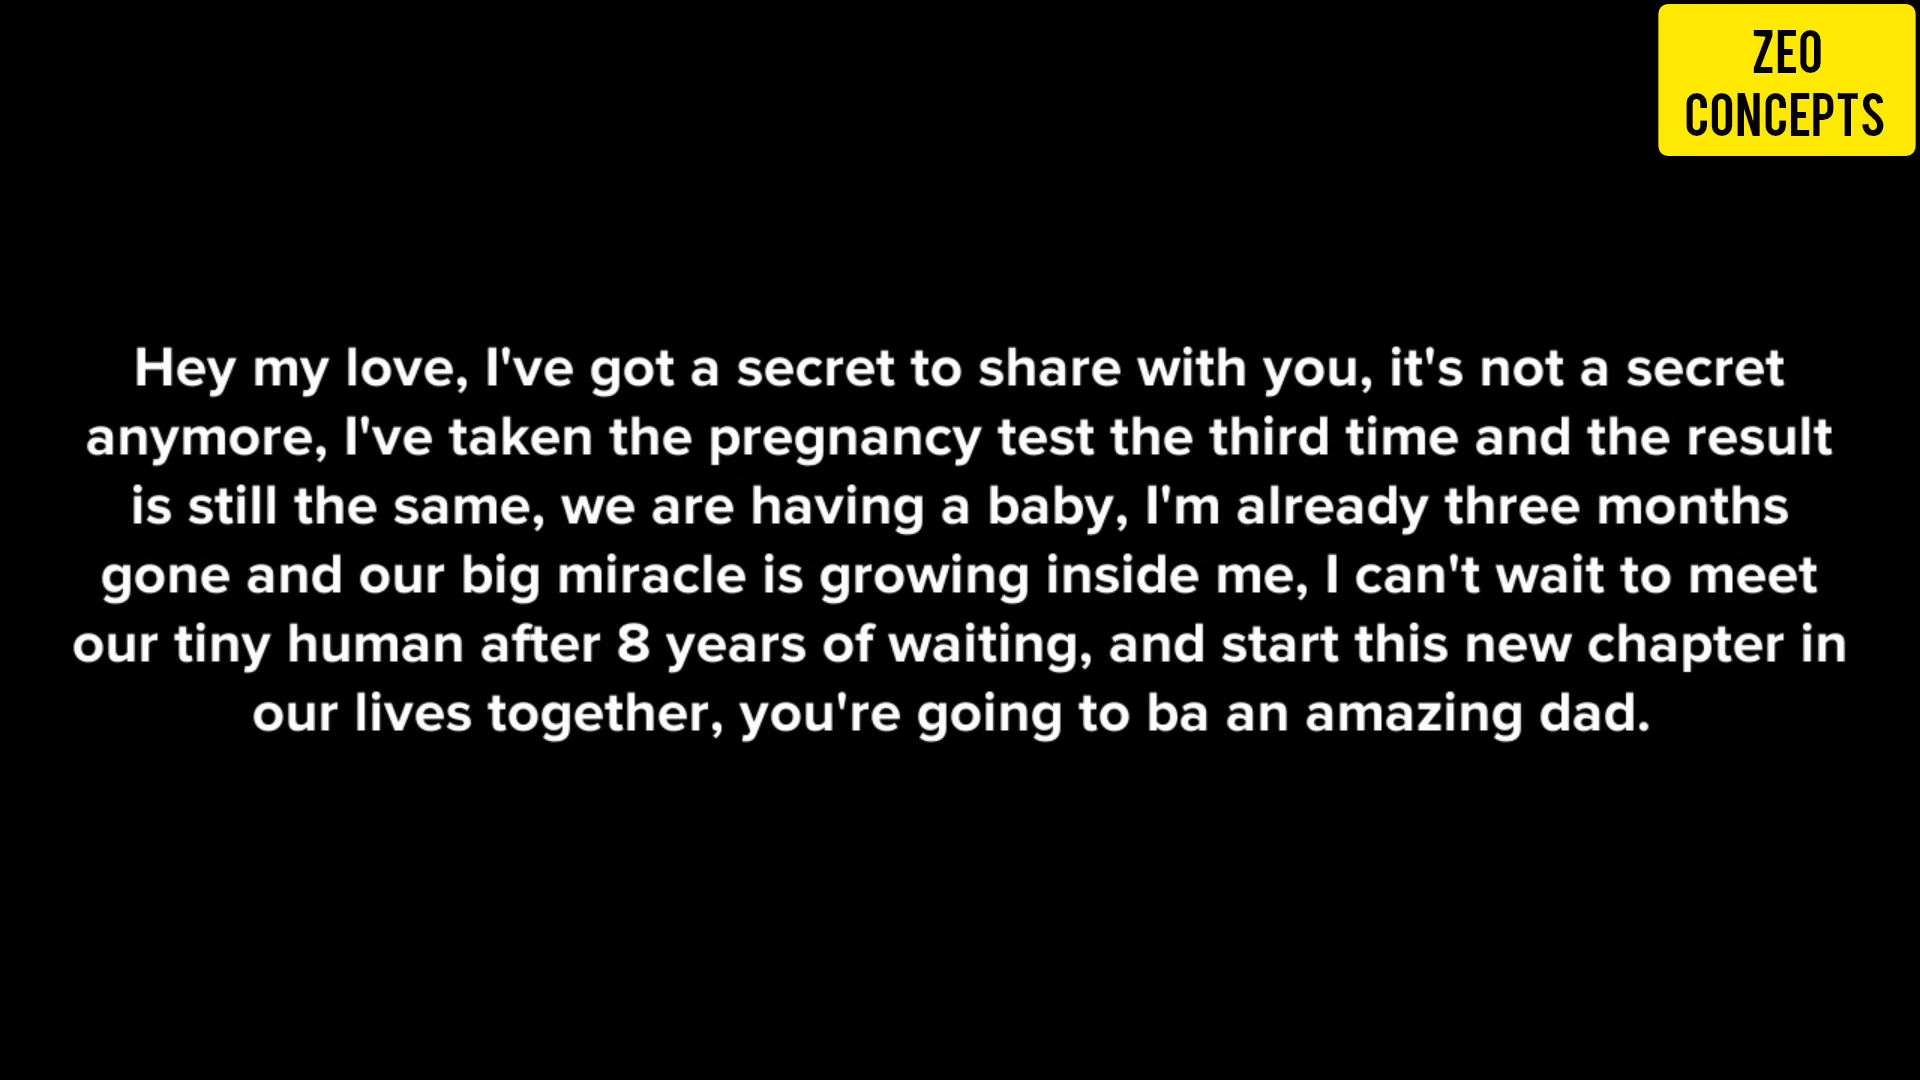 ZEO
CONCEPTS
Hey my love, I've got a secret to share with you, it's not a secret
anymore, I've taken the pregnancy test the third time and the result
is still the same, we are having a baby, I'm already three months
gone and our big miracle is growing inside me, I can't wait to meet
our tiny human after 8 years of waiting, and start this new chapter in
our lives together, you're going to ba an amazing dad.